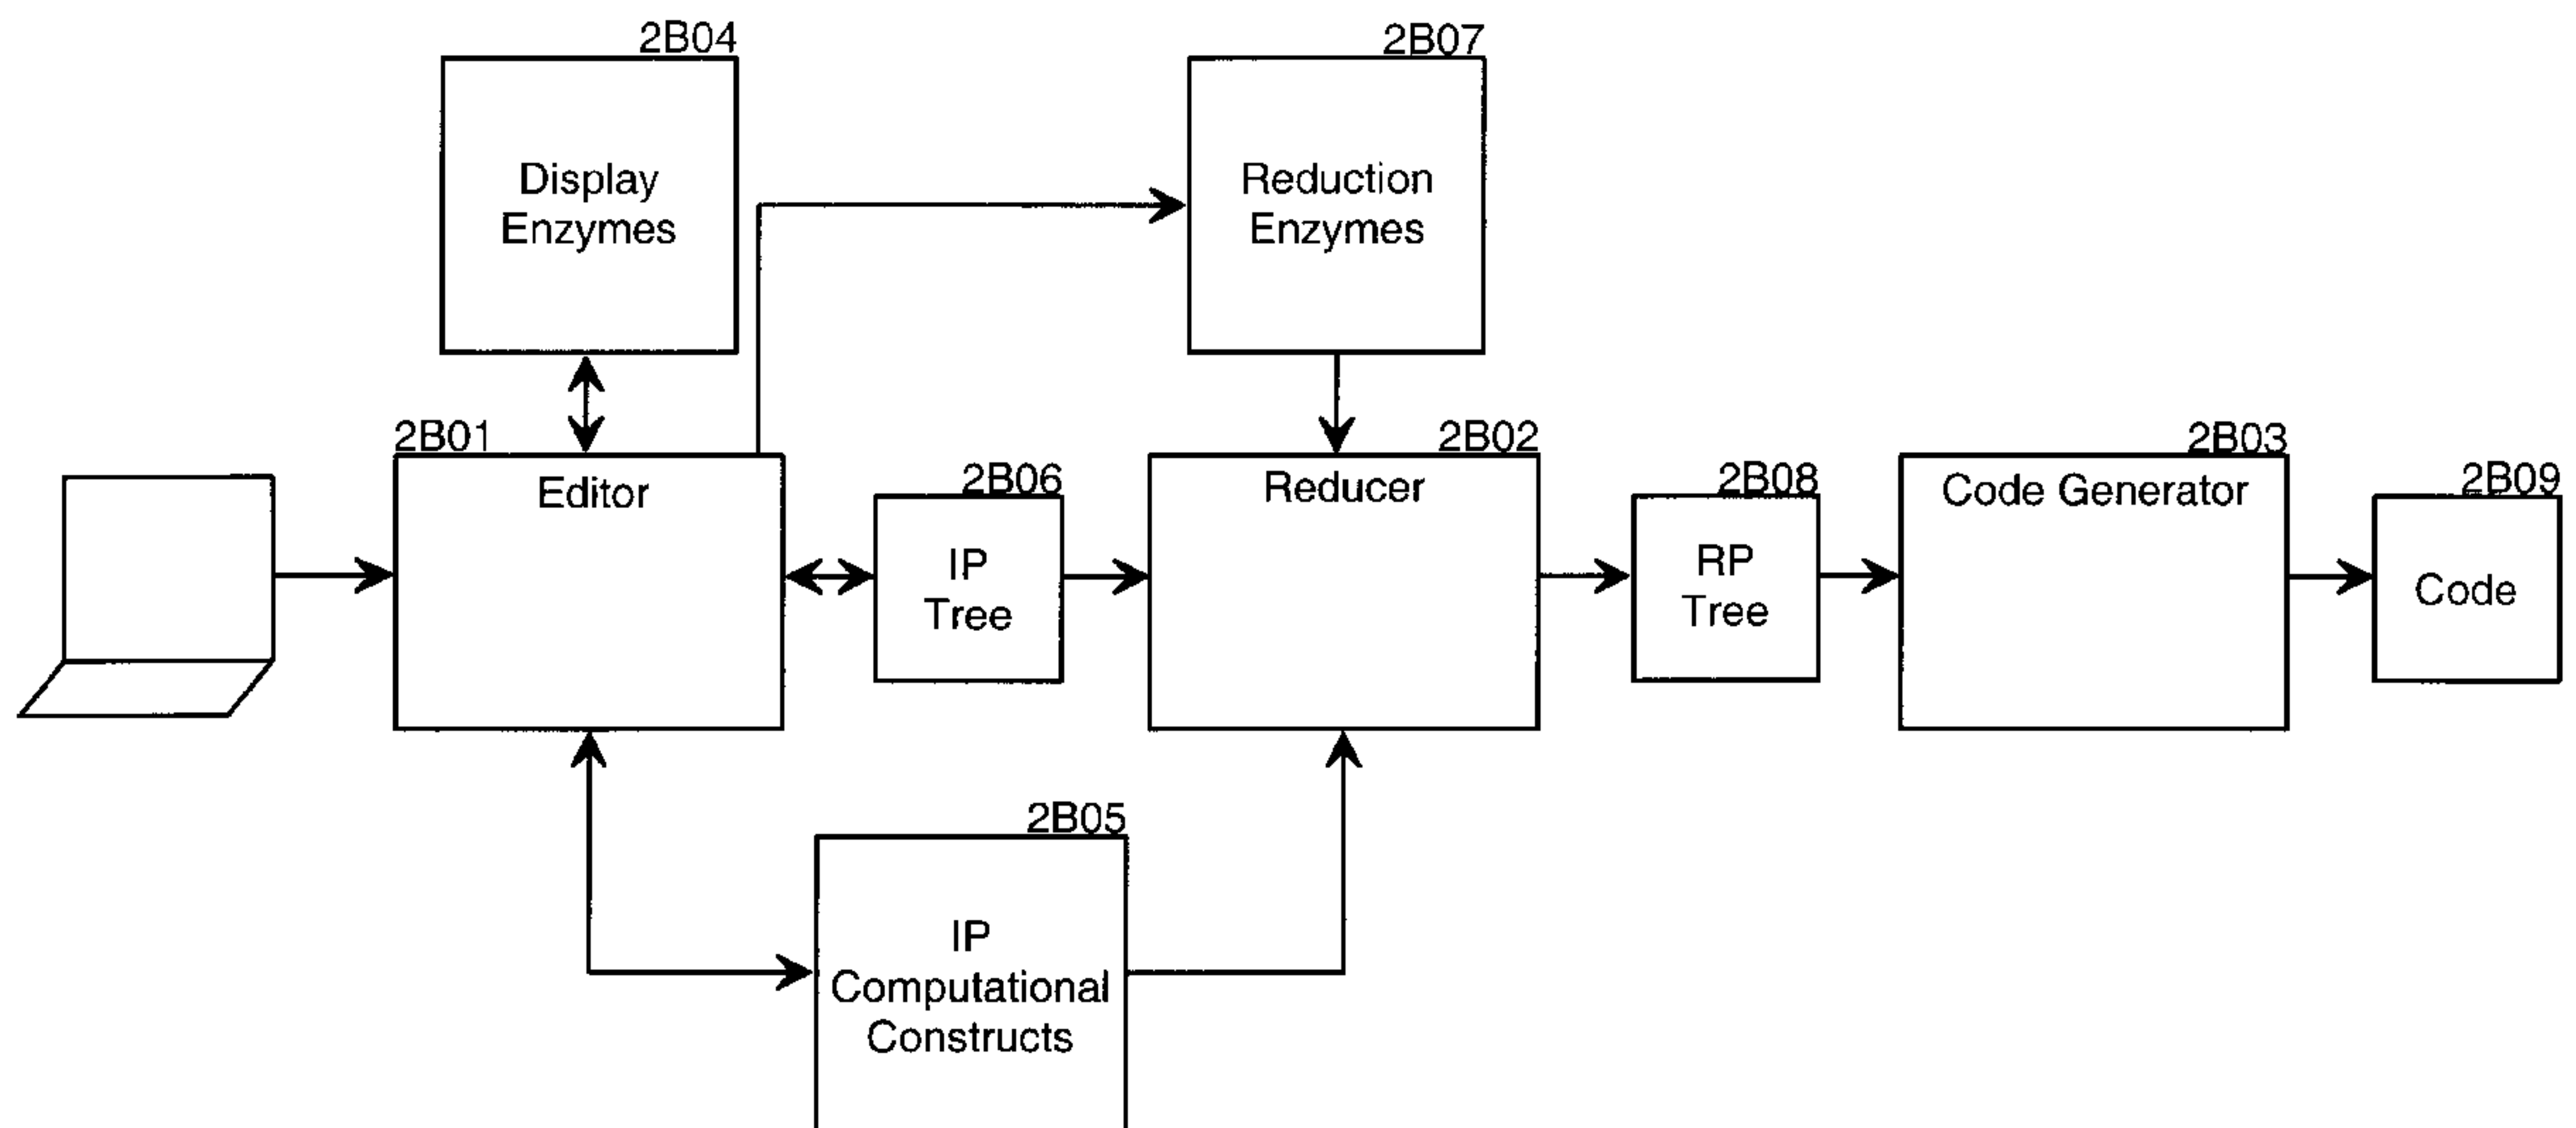 2B04
Display
Enzymes
2B07
Reduction
Enzymes
2B01
Editor
2B06
IP
Tree
2B02
Reducer
2B08
RP
Tree
2B03
Code Generator
2B09
Code
2B05
IP
Computational
Constructs